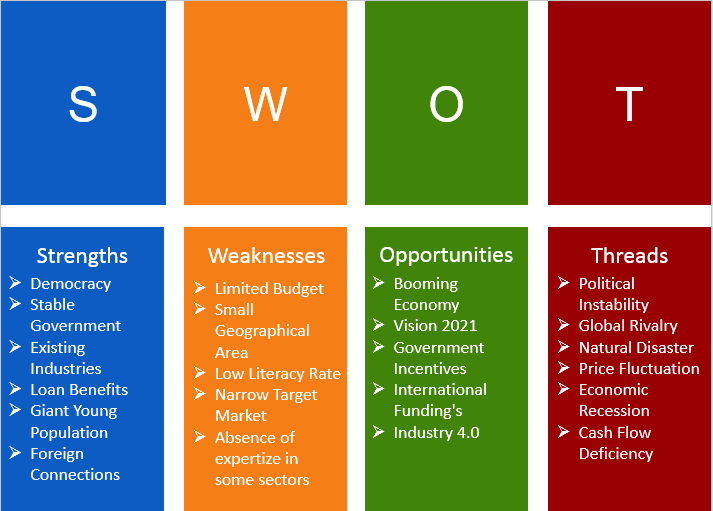 S
W
O
T
Strengths
Democracy
Stable
Government
Existing
Industries
Loan Benefits
Giant Young
Population
Foreign
Connections
Weaknesses
Limited Budget
Small
Geographical
Area
Low Literacy Rate
Narrow Target
Market
Absence of
expertize in
some sectors
Opportunities
Booming
Economy
Vision 2021
Government
Incentives
International
Funding's
Industry 4.0
Threads
Political
Instability
Global Rivalry
Natural Disaster
Price Fluctuation
Economic
Recession
Cash Flow
Deficiency